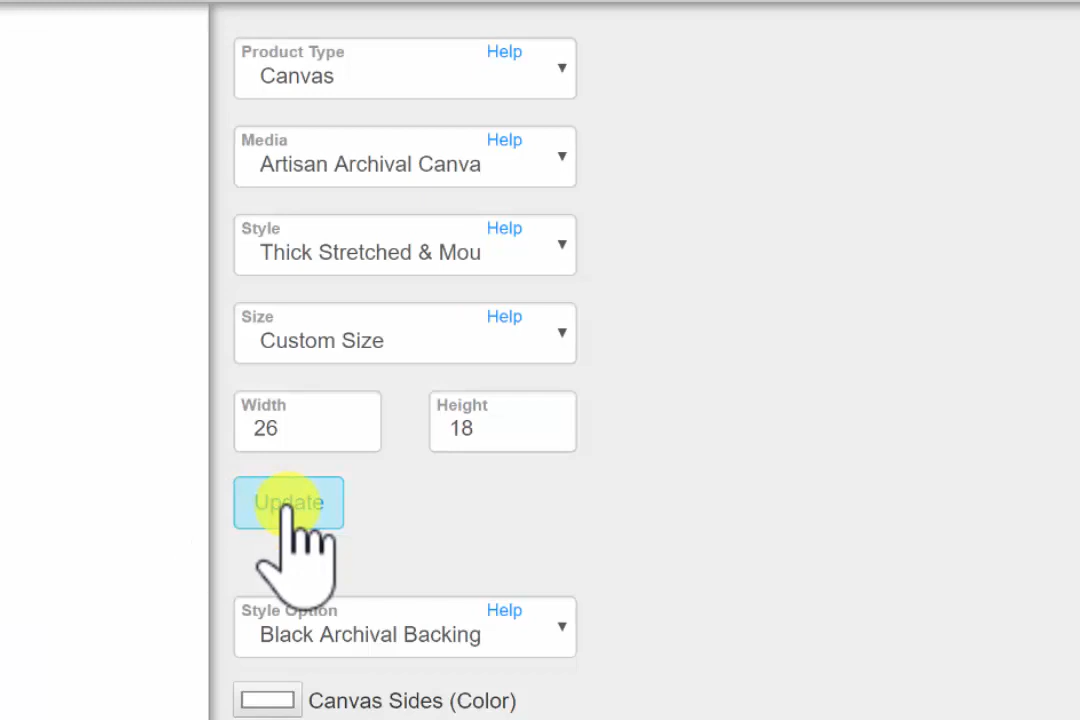 Product Type Help
Canvas
Media Help
Artisan Archival Canva
Style Help
Thick Stretched & Mou
Size Help
Custom Size
Width Height
26 18
Update
Style Option Help
Black Archival Backing
Canvas Sides (Color)